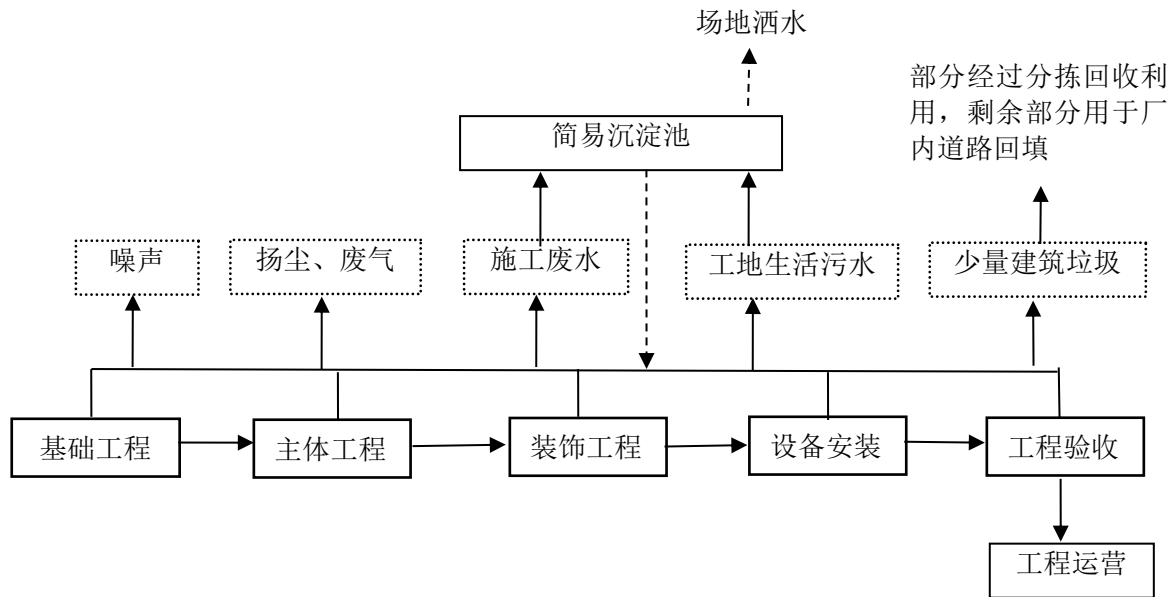 场地洒水
部分经过分拣回收利
用，剩余部分用于厂
内道路回填
简易沉淀池
噪声
扬尘、废气
施工废水
工地生活污水
少量建筑垃圾
基础工程
主体工程
装饰工程
设备安装
工程验收
工程运营